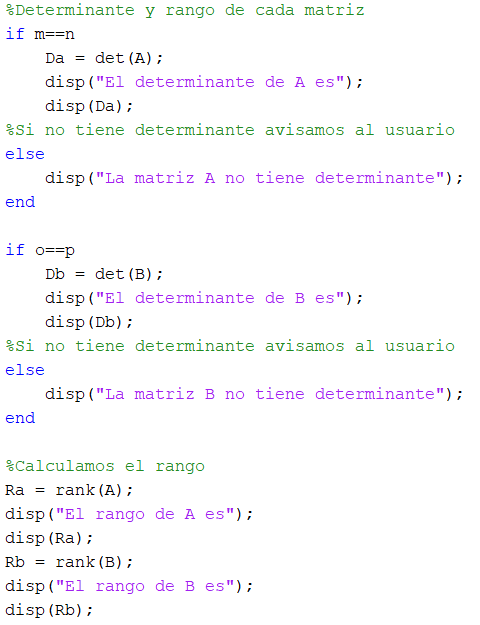 %Determinante y rango de cada matriz
if m==n
    Da = det(A);
    disp("El determinante de A es");
    disp(Da);
%Si no tiene determinante avisamos al usuario
else
    disp("La matriz A no tiene determinante");
end

if o==p
    Db = det(B);
    disp("El determinante de B es");
    disp(Db);
%Si no tiene determinante avisamos al usuario
else
    disp("La matriz B no tiene determinante");
end

%Calculamos el rango
Ra = rank(A);
disp("El rango de A es");
disp(Ra);
Rb = rank(B);
disp("El rango de B es");
disp(Rb);